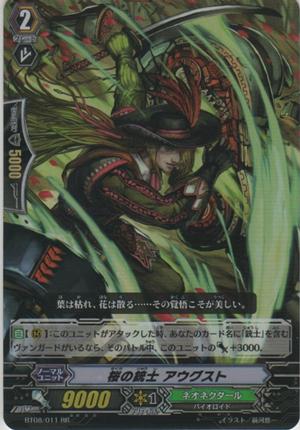 2
グレード
5000
葉は枯れ、花は散る……その覚悟こそが美しい。
自【(R)】：このユニットがアタックした時、あなたのカード名に「銃士」を含む
ヴァンガードがいるなら、そのバトル中、このユニットのパワー+3000。
ノーマル
ユニット
桜の銃士 アウグスト
9000
1
ネオネクタール
バイオロイド
BT08/011 RR